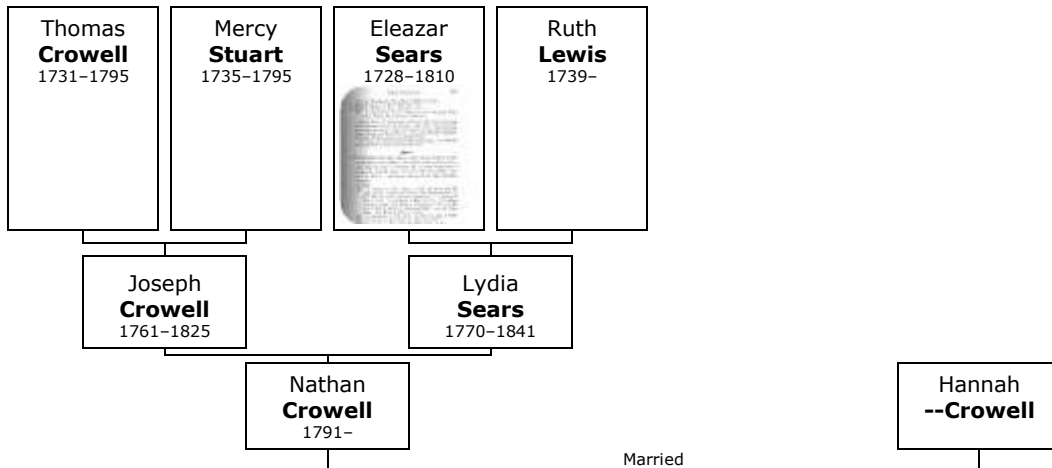 Thomas
Crowell
1731–1795
Mercy
Stuart
1735–1795
Eleazar
Sears
1728–1810
Ruth
Lewis
1739–
Joseph
Crowell
1761–1825
Lydia
Sears
1770–1841
Nathan
Crowell
1791–
Hannah
--Crowell
Married